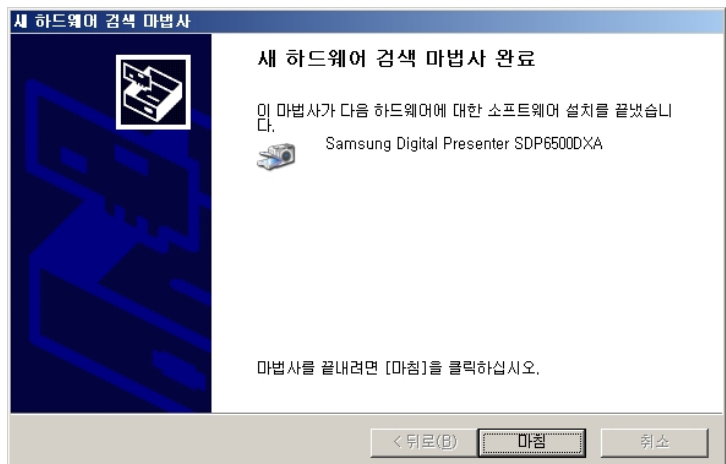 새 하드웨어 검색 마법사
새 하드웨어 검색 마법사 완료
이 마법사가 다음 하드웨어에 대한 소프트웨어 설치를 끝냈습니
다.
Samsung Digital Presenter SDP6500DXA
마법사를 끝내려면 [마침]을 클릭하십시오.
< 뒤로(B) 마침 취소